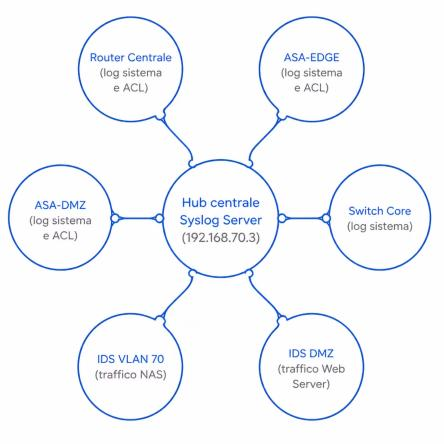 Router Centrale
(log sistema
e ACL)
ASA-EDGE
(log sistema
e ACL)
ASA-DMZ
(log sistema
e ACL)
Hub centrale
Syslog Server
(192.168.70.3)
Switch Core
(log sistema)
IDS VLAN 70
(traffico NAS)
IDS DMZ
(traffico Web
Server)